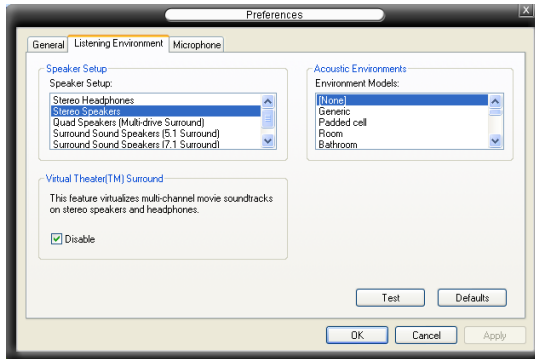 Preferences
X
General Listening Environment Microphone
Speaker Setup
Speaker Setup:
Stereo Headphones
Stereo Speakers
Quad Speakers (Multi-drive Surround)
Surround Sound Speakers (5.1 Surround)
Surround Sound Speakers (7.1 Surround)
Acoustic Environments
Environment Models:
[None]
Generic
Padded cell
Room
Bathroom
Virtual Theater(TM) Surround
This feature virtualizes multi-channel movie soundtracks
on stereo speakers and headphones.
Disable
Test Defaults
OK Cancel Apply